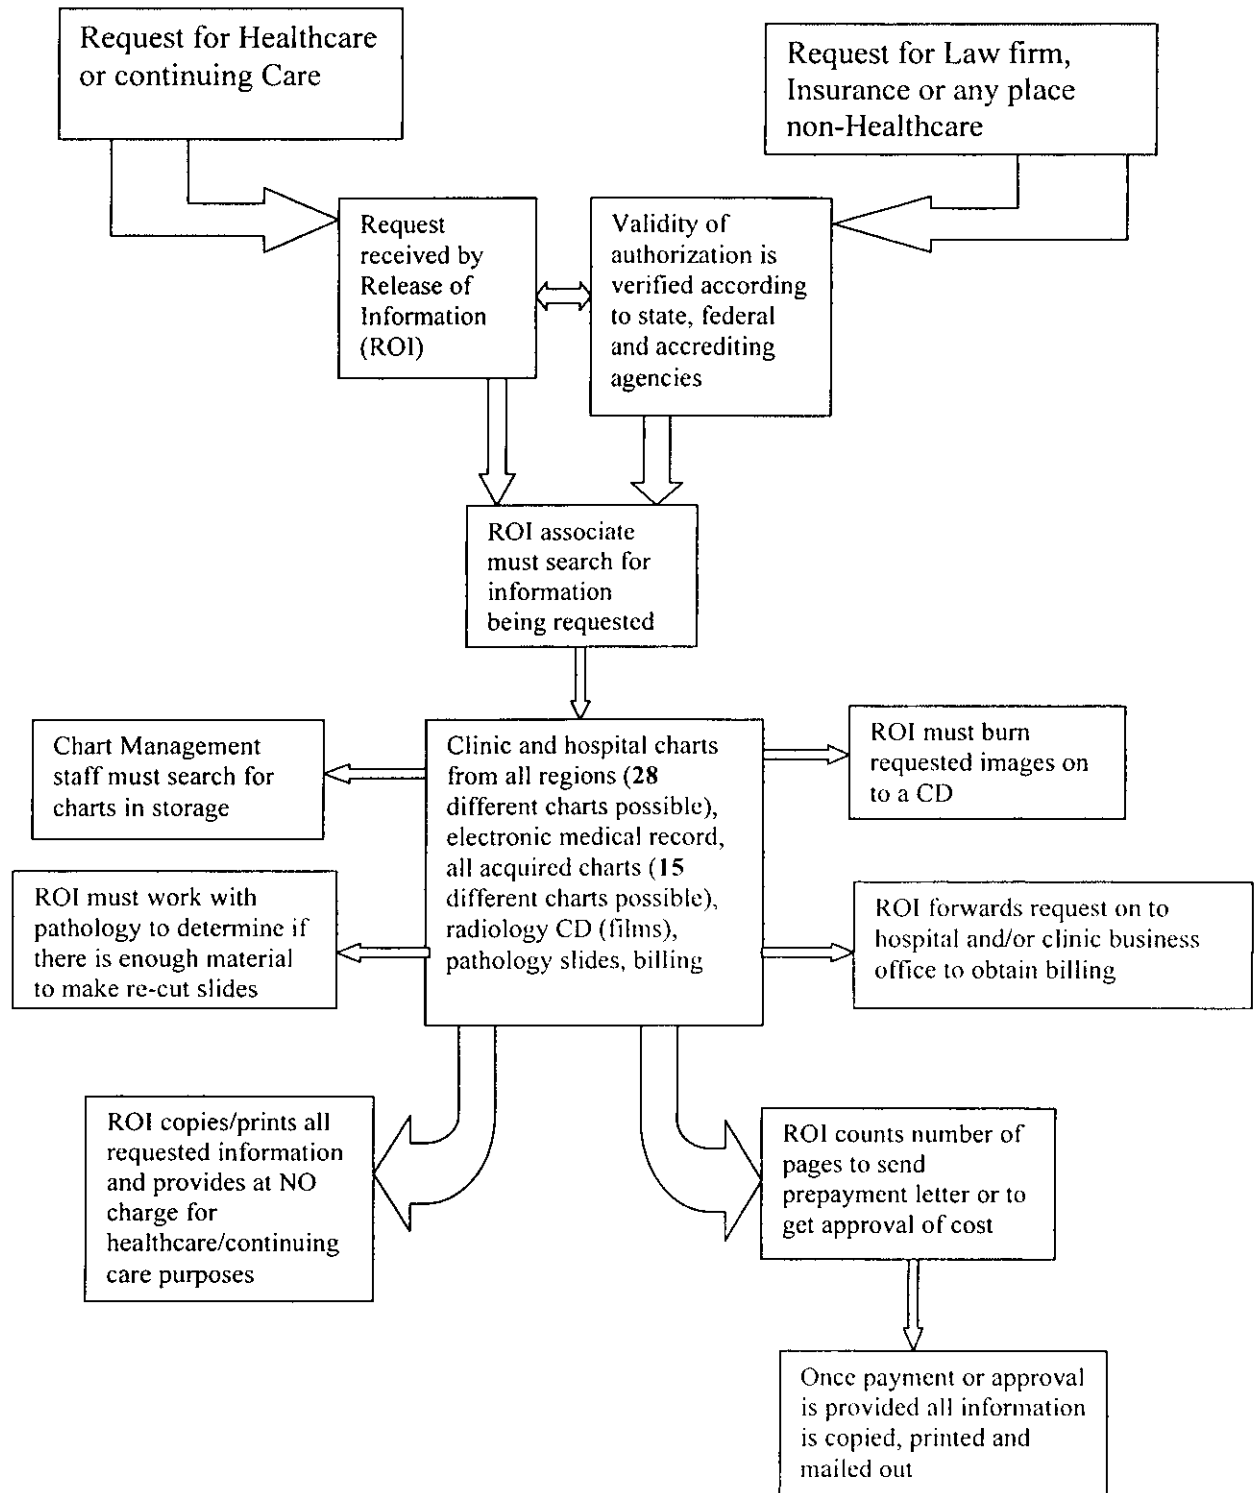 Request for Healthcare
or continuing Care
Request for Law firm,
Insurance or any place
non-Healthcare
Request
received by
Release of
Information
(ROI)
Validity of
authorization is
verified according
to state, federal
and accrediting
agencies
ROI associate
must search for
information
being requested
Chart Management
staff must search for
charts in storage
Clinic and hospital charts
from all regions (28
different charts possible),
electronic medical record,
all acquired charts (15
different charts possible),
radiology CD (films),
pathology slides, billing
ROI must burn
requested images on
to a CD
ROI must work with
pathology to determine if
there is enough material
to make re-cut slides
ROI forwards request on to
hospital and/or clinic business
office to obtain billing
ROI copies/prints all
requested information
and provides at NO
charge for
healthcare/continuing
care purposes
ROI counts number of
pages to send
prepayment letter or to
get approval of cost
Once payment or approval
is provided all information
is copied, printed and
mailed out